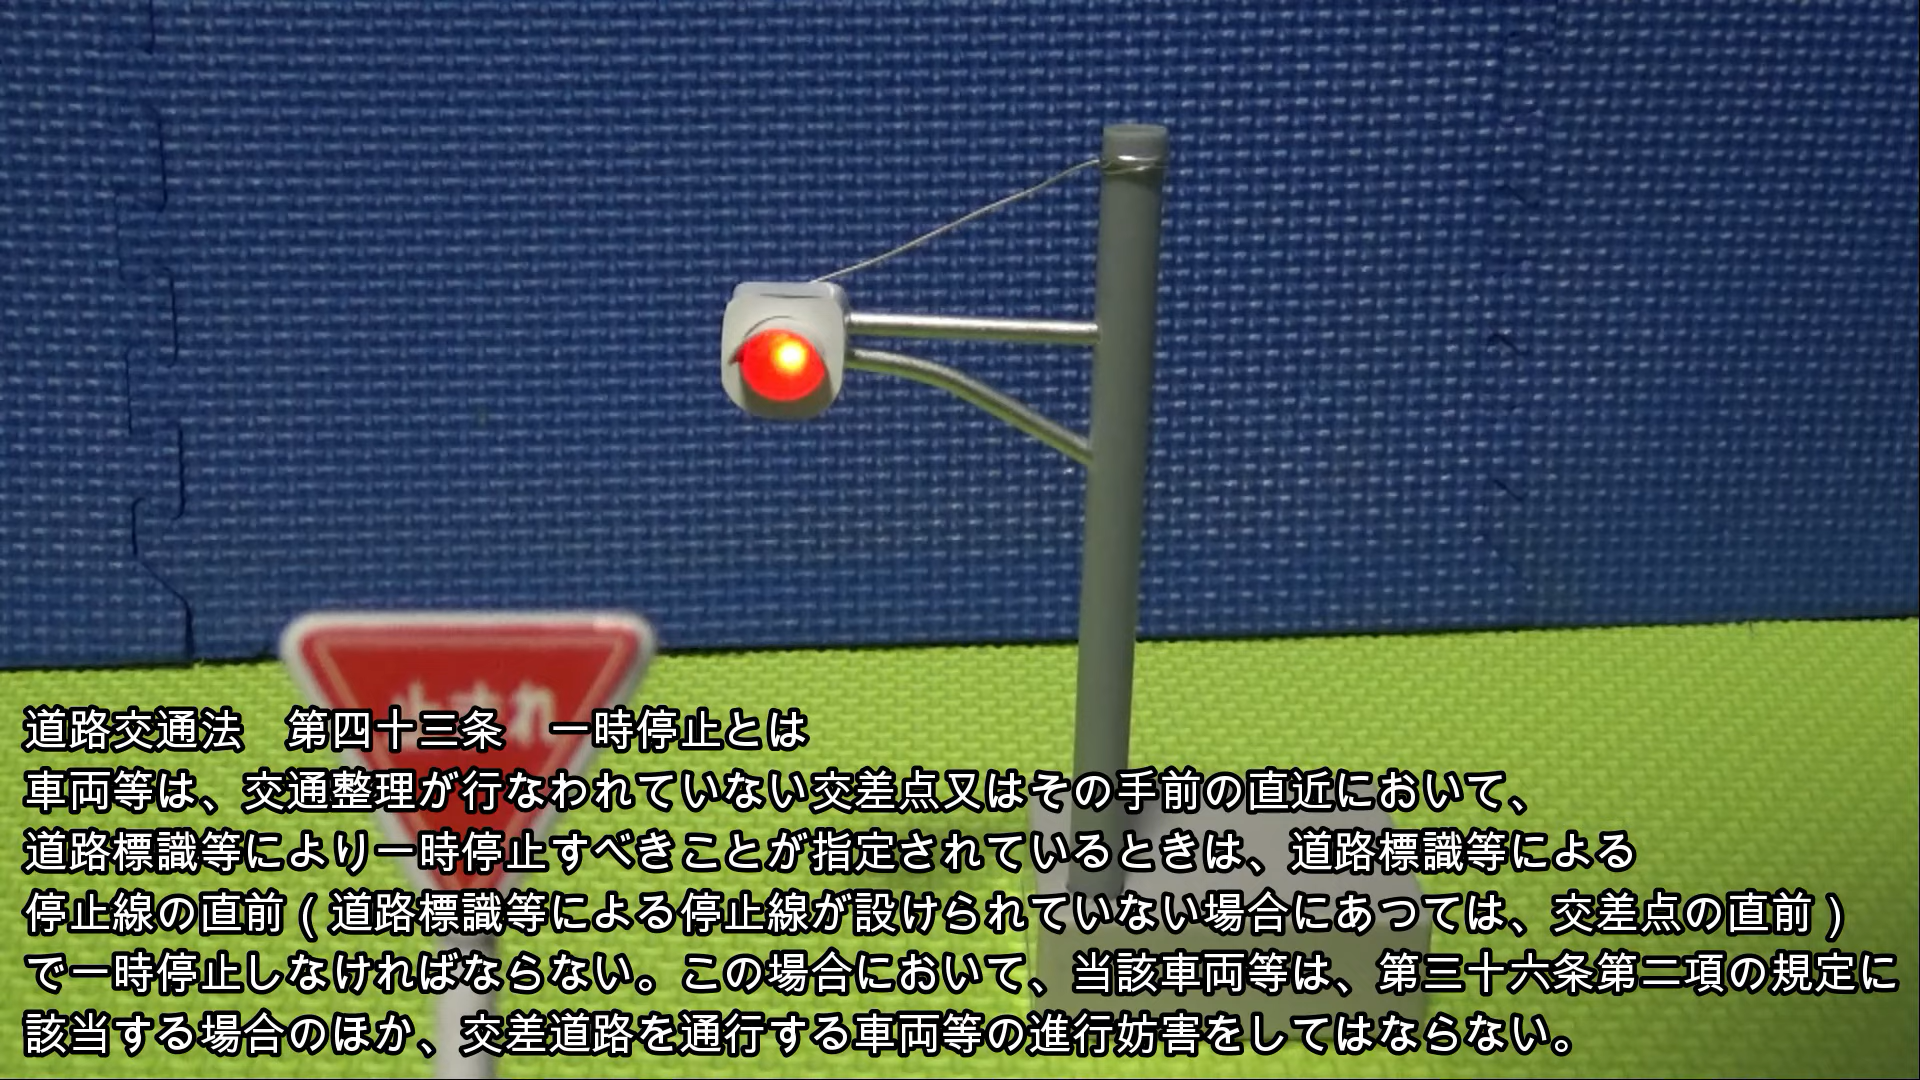 止まれ
道路交通法　第四十三条　一時停止とは
車両等は、交通整理が行なわれていない交差点又はその手前の直近において、
道路標識等により一時停止すべきことが指定されているときは、道路標識等による
停止線の直前(道路標識等による停止線が設けられていない場合にあつては、交差点の直前)
で一時停止しなければならない。この場合において、当該車両等は、第三十六条第二項の規定に
該当する場合のほか、交差道路を通行する車両等の進行妨害をしてはならない。